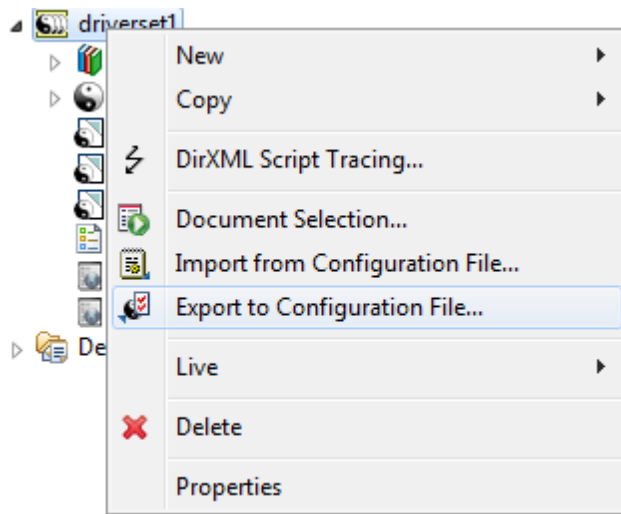 driverset1
New
Copy
DirXML Script Tracing...
Document Selection...
Import from Configuration File...
Export to Configuration File...
De
Live
Delete
Properties